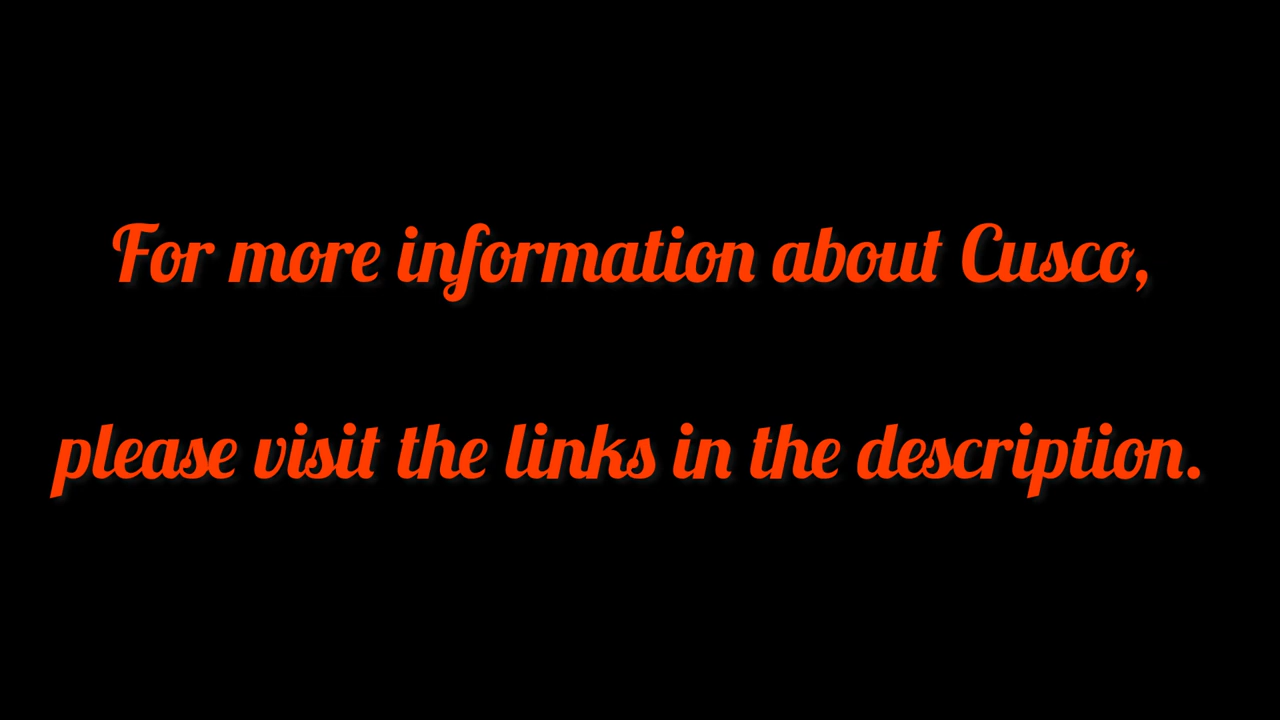 For more information about Cusco,
please visit the links in the description.